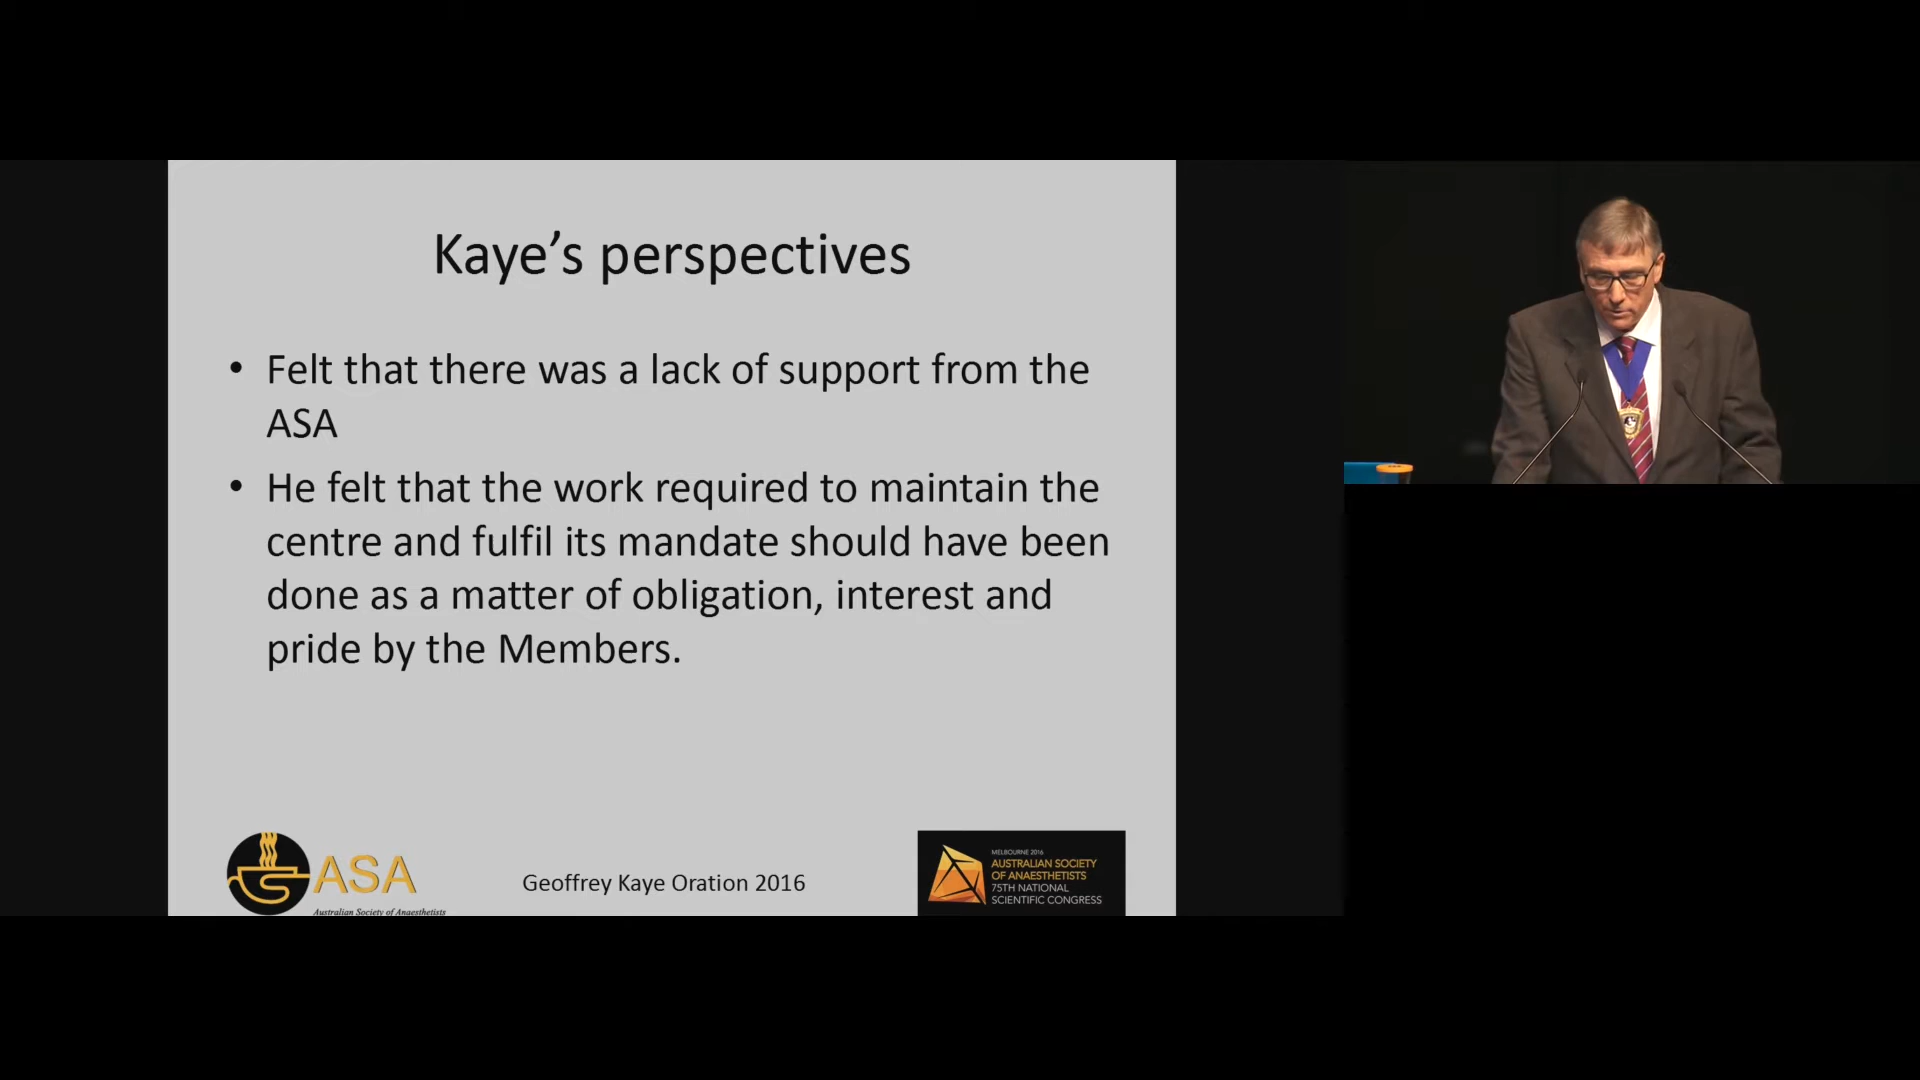 Kaye’s perspectives
• Felt that there was a lack of support from the
ASA
• He felt that the work required to maintain the
centre and fulfil its mandate should have been
done as a matter of obligation, interest and
pride by the Members.
ASA
Australian Society of Anaesthetists
Geoffrey Kaye Oration 2016
MELBOURNE 2016
AUSTRALIAN SOCIETY
OF ANAESTHETISTS
75TH NATIONAL
SCIENTIFIC CONGRESS